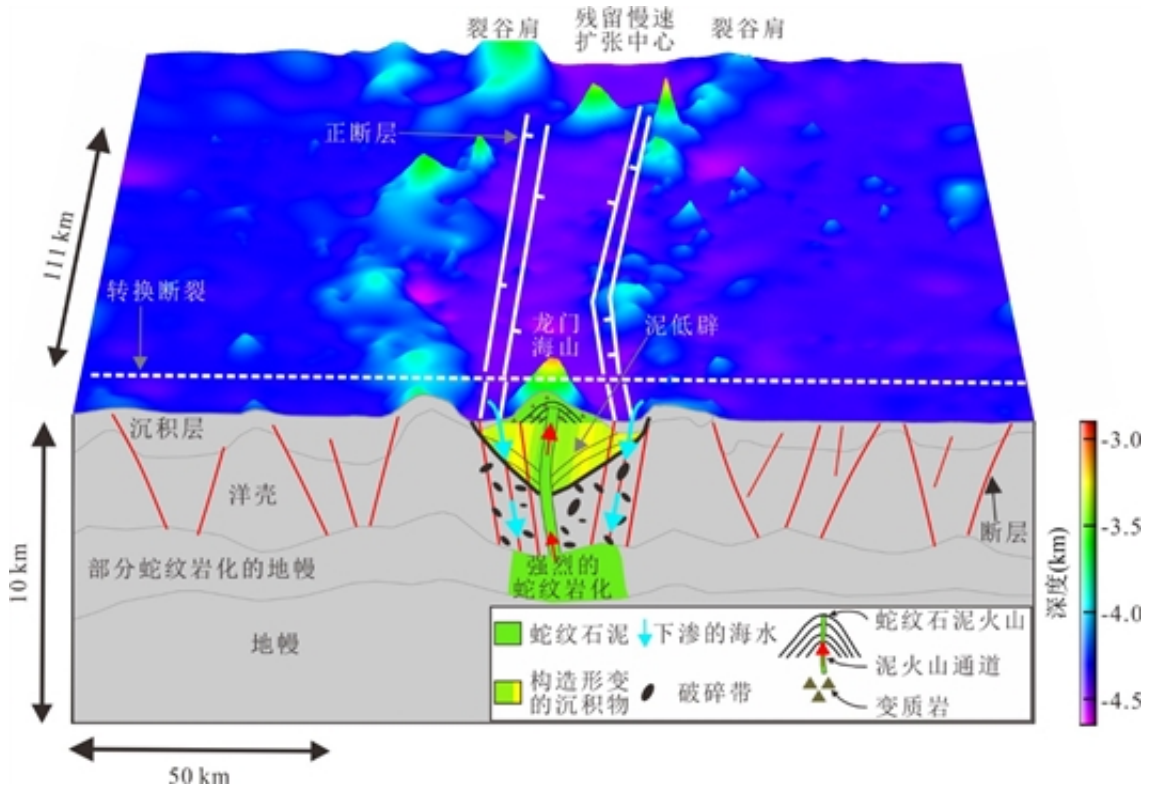 裂谷肩
残留慢速
扩张中心
裂谷肩
正断层
111 km
转换断裂
龙门
海山
泥低辟
沉积层
洋壳
断层
部分蛇纹岩化的地幔
强烈的
蛇纹岩化
地幔
10 km
50 km
蛇纹石泥
下渗的海水
蛇纹石泥火山
泥火山通道
构造形变
的沉积物
破碎带
变质岩
深度(km)
-3.0
-3.5
-4.0
-4.5